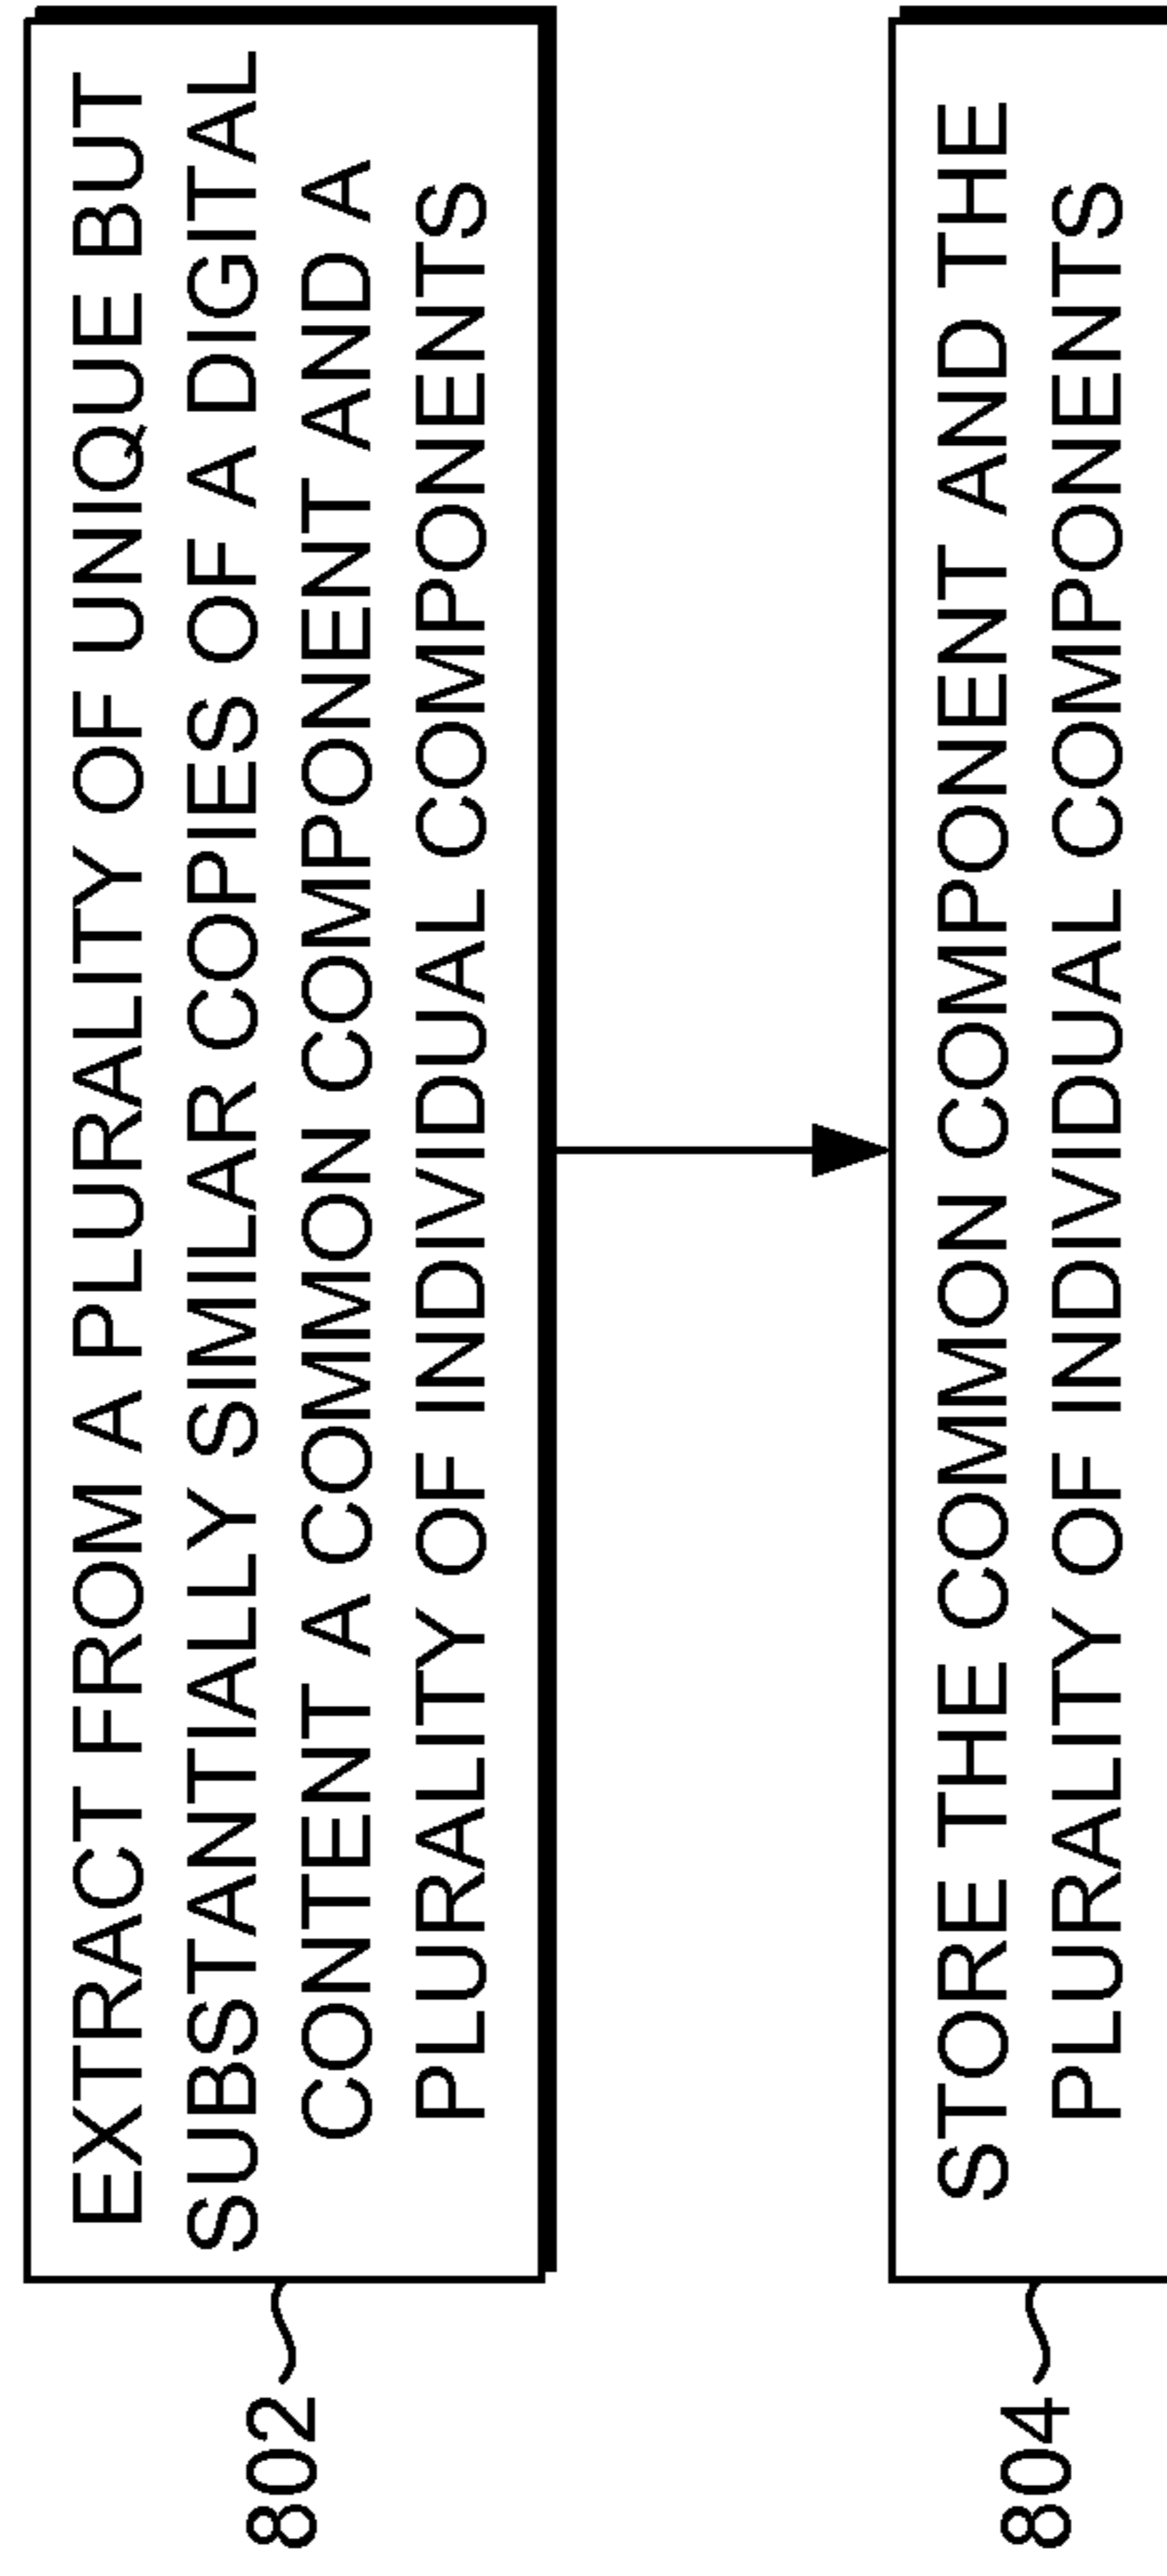 802
EXTRACT FROM A PLURALITY OF UNIQUE BUT
SUBSTANTIALLY SIMILAR COPIES OF A DIGITAL
CONTENT A COMMON COMPONENT AND A
PLURALITY OF INDIVIDUAL COMPONENTS
804
STORE THE COMMON COMPONENT AND THE
PLURALITY OF INDIVIDUAL COMPONENTS